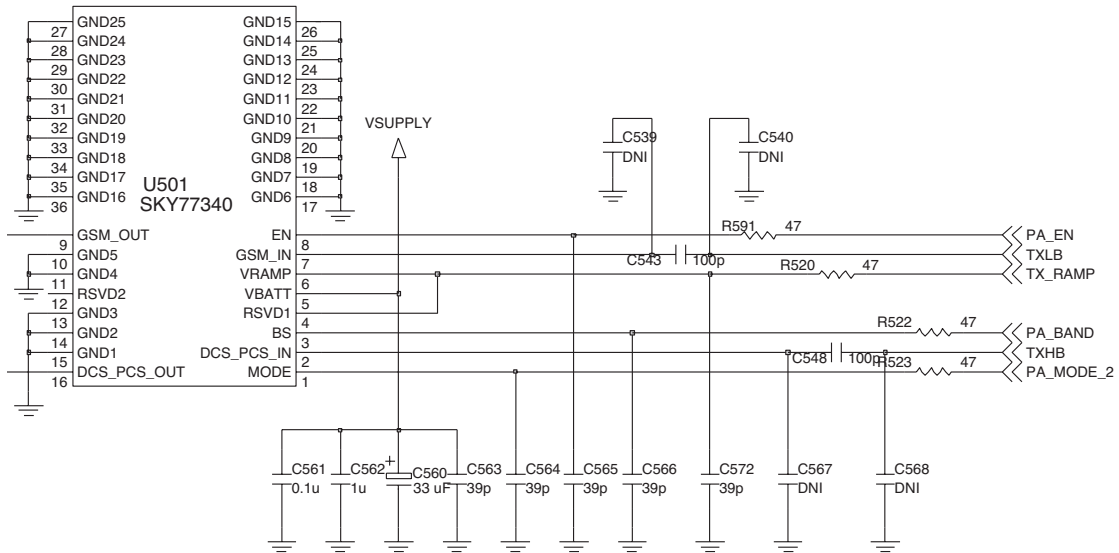 GND25 GND15
27 GND24 GND14 26
28 GND23 GND13 25
29 GND22 GND12 24
30 GND21 GND11 23
31 GND20 GND10 22
32 GND19 GND9 21
33 GND18 GND8 20
34 GND17 GND7 19
35 GND16 GND6 18
36 17
U501
SKY77340
VSUPPLY
C539
DNI
C540
DNI
GSM_OUT EN R591 47 PA_EN
9 GND5 GSM_IN 8 C543 100p TXLB
10 GND4 VRAMP 7 R520 47 TX_RAMP
11 RSVD2 VBATT 6
12 GND3 RSVD1 5
13 GND2 BS 4 R522 47 PA_BAND
14 GND1 DCS_PCS_IN 3 C548 100p TXHB
15 DCS_PCS_OUT MODE 2 R523 47 PA_MODE_2
16 1
+
C561 C562 C560 C563 C564 C565 C566 C572 C567 C568
0.1u 1u 33 uF 39p 39p 39p 39p 39p DNI DNI